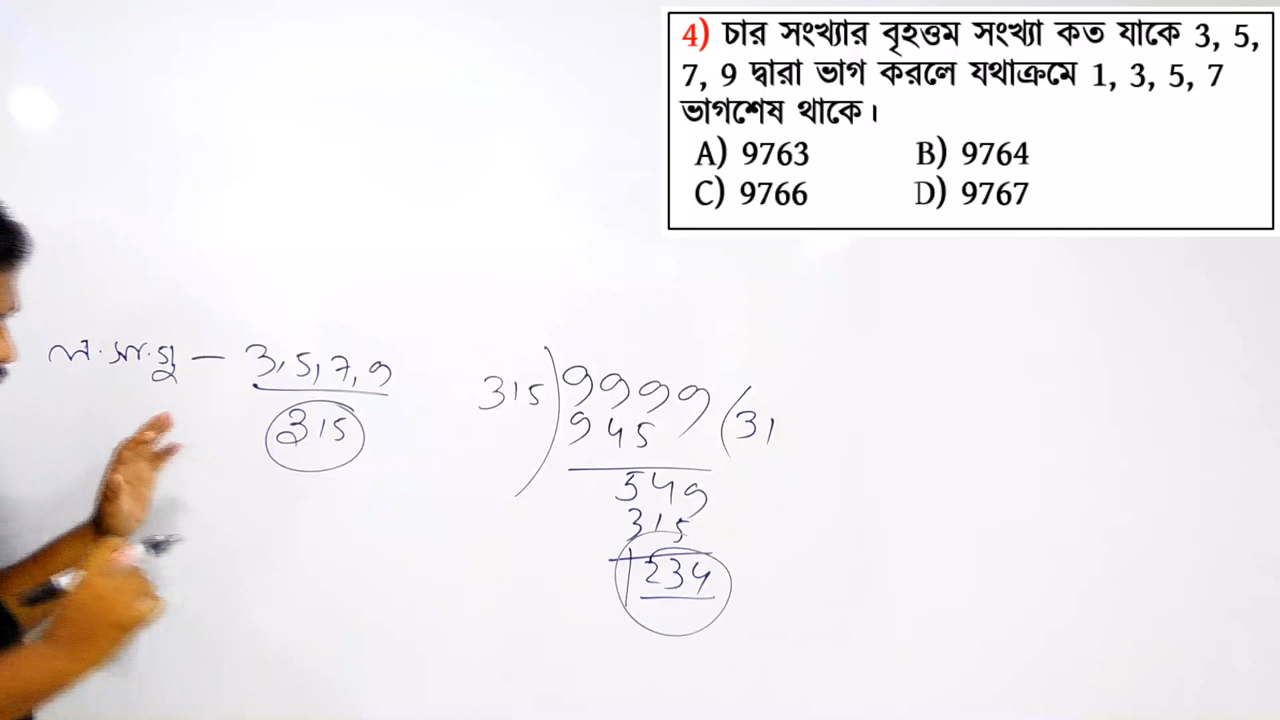 4) চার সংখ্যার বৃহত্তম সংখ্যা কত যাকে 3, 5,
7, 9 দ্বারা ভাগ করলে যথাক্রমে 1, 3, 5, 7
ভাগশেষ থাকে।
A) 9763 B) 9764
C) 9766 D) 9767
ল.সা.গু — 3, 5, 7, 9
315
315) 9999 (31
945
549
315
234